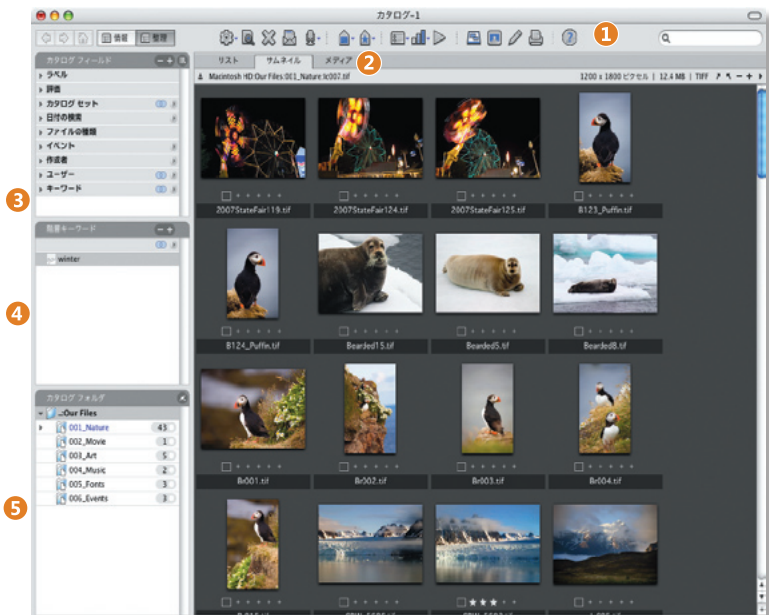 カタログ-1
情報 整理
1
カタログ フィールド
ラベル
評価
カタログ セット
日付の検索
ファイルの種類
イベント
作成者
ユーザー
キーワード
3
階層キーワード
winter
4
カタログ フォルダ
..:Our Files
001_Nature 43
002_Movie 1
003_Art 5
004_Music 2
005_Fonts 3
006_Events 3
5
リスト サムネイル メディア 2
Macintosh HD:Our Files:001_Nature:Ic007.tif
1200 x 1800 ピクセル | 12.4 MB | TIFF
2007StateFair119.tif 2007StateFair124.tif 2007StateFair125.tif B123_Puffin.tif
B124_Puffin.tif Bearded15.tif Bearded5.tif Bearded8.tif
Br001.tif Br002.tif Br003.tif Br004.tif